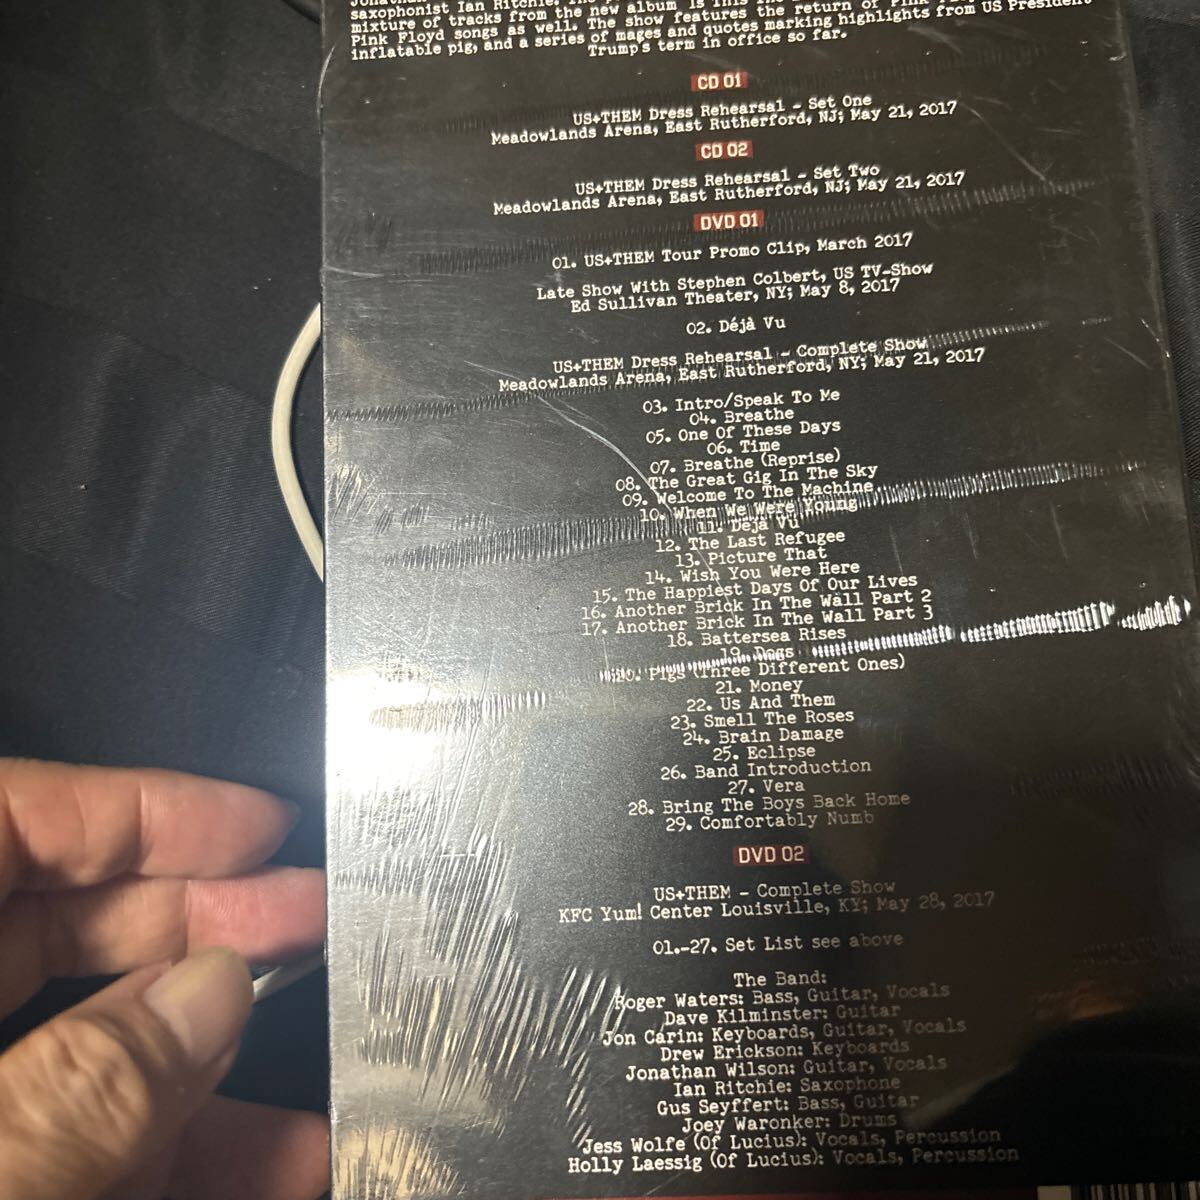 saxophonist Ian Ritchie. The
mixture of tracks from the new album is this
Pink Floyd songs as well. The show features the return of Pink
inflatable pig, and a series of mages and quotes marking highlights from US President
Trump's term in office so far.
CD 01
US+THEM Dress Rehearsal - Set One
Meadowlands Arena, East Rutherford, NJ; May 21, 2017
CD 02
US+THEM Dress Rehearsal - Set Two
Meadowlands Arena, East Rutherford, NJ; May 21, 2017
DVD 01
01. US+THEM Tour Promo Clip, March 2017
Late Show With Stephen Colbert, US TV-Show
Ed Sullivan Theater, NY; May 8, 2017
02. Déjà Vu
US+THEM Dress Rehearsal - Complete Show
Meadowlands Arena, East Rutherford, NY; May 21, 2017
03. Intro/Speak To Me
04. Breathe
05. One Of These Days
06. Time
07. Breathe (Reprise)
08. The Great Gig In The Sky
09. Welcome To The Machine
10. When We Were Young
11. Déjà Vu
12. The Last Refugee
13. Picture That
14. Wish You Were Here
15. The Happiest Days Of Our Lives
16. Another Brick In The Wall Part 2
17. Another Brick In The Wall Part 3
18. Battersea Rises
19. Dogs
20. Pigs (Three Different Ones)
21. Money
22. Us And Them
23. Smell The Roses
24. Brain Damage
25. Eclipse
26. Band Introduction
27. Vera
28. Bring The Boys Back Home
29. Comfortably Numb
DVD 02
US+THEM - Complete Show
KFC Yum! Center Louisville, KY; May 28, 2017
01.-27. Set List see above
The Band:
Roger Waters: Bass, Guitar, Vocals
Dave Kilminster: Guitar
Jon Carin: Keyboards, Guitar, Vocals
Drew Erickson: Keyboards
Jonathan Wilson: Guitar, Vocals
Ian Ritchie: Saxophone
Gus Seyffert: Bass, Guitar
Joey Waronker: Drums
Jess Wolfe (Of Lucius): Vocals, Percussion
Holly Laessig (Of Lucius): Vocals, Percussion